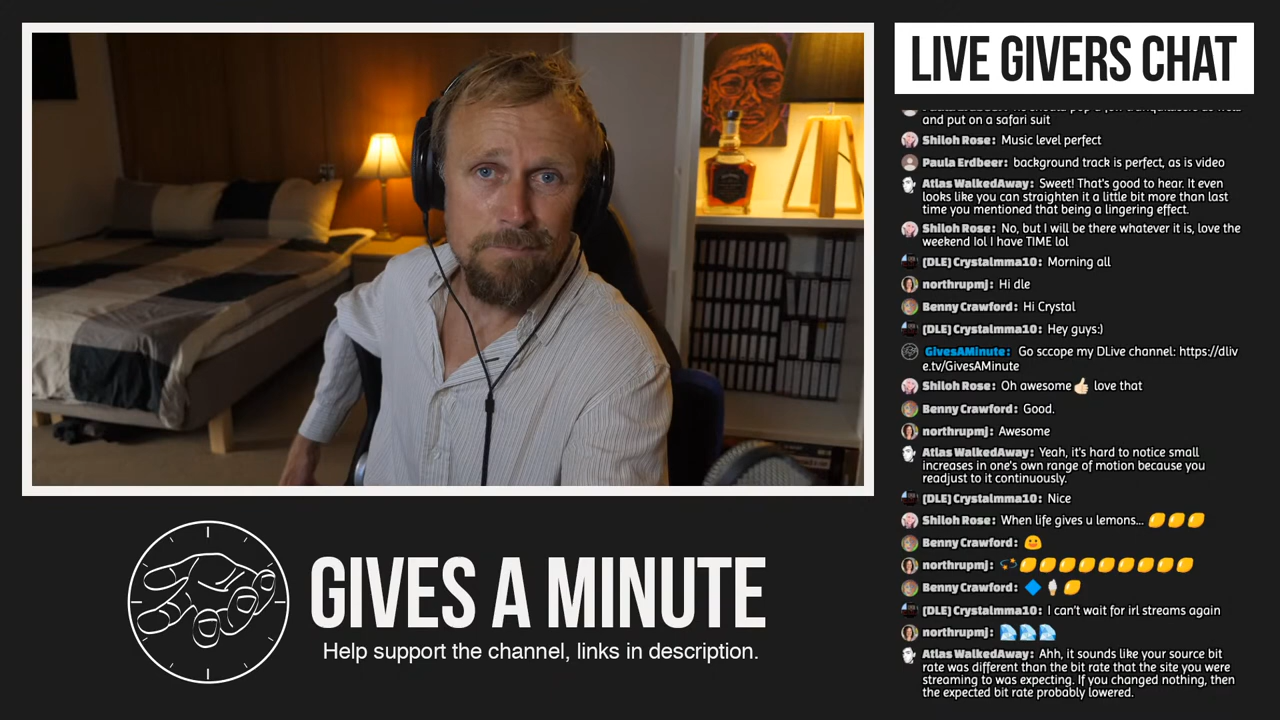 LIVE GIVERS CHAT
and put on a safari suit
Shiloh Rose: Music level perfect
Paula Erdbeer: background track is perfect, as is video
Atlas WalkedAway: Sweet! That's good to hear. It even
looks like you can straighten it a little bit more than last
time you mentioned that being a lingering effect.
Shiloh Rose: No, but I will be there whatever it is, love the
weekend lol I have TIME lol
(DLE) Crystalmma10: Morning all
northrupmj: Hi dle
Benny Crawford: Hi Crystal
(DLE) Crystalmma10: Hey guys:)
GivesAMinute: Go sccope my DLive channel: https://dliv
e.tv/GivesAMinute
Shiloh Rose: Oh awesome 👍🏻 love that
Benny Crawford: Good.
northrupmj: Awesome
Atlas WalkedAway: Yeah, it's hard to notice small
increases in one's own range of motion because you
readjust to it continuously.
(DLE) Crystalmma10: Nice
Shiloh Rose: When life gives u lemons... 🍋🍋🍋
Benny Crawford:
northrupmj: 🍋🍋🍋🍋🍋🍋🍋🍋🍋
Benny Crawford: 🔷🍦🍋
(DLE) Crystalmma10: I can't wait for irl streams again
northrupmj: 🌊🌊🌊
Atlas WalkedAway: Ahh, it sounds like your source bit
rate was different than the bit rate that the site you were
streaming to was expecting. If you changed nothing, then
the expected bit rate probably lowered.
GIVES A MINUTE
Help support the channel, links in description.